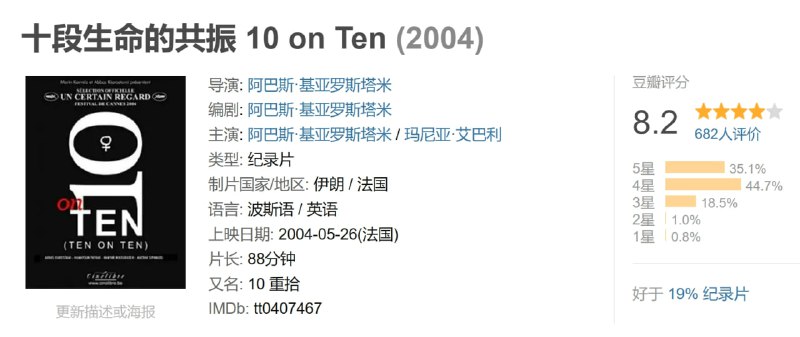 十段生命的共振 10 on Ten (2004)
Marin Karmitz et Abbas Kiarostami présentent
SÉLECTION OFFICIELLE
UN CERTAIN REGARD
FESTIVAL DE CANNES 2004
10
on
TEN
(TEN ON TEN)
Cinélibre
www.cinelibre.be
更新描述或海报
导演: 阿巴斯·基亚罗斯塔米
编剧: 阿巴斯·基亚罗斯塔米
主演: 阿巴斯·基亚罗斯塔米 / 玛尼亚·艾巴利
类型: 纪录片
制片国家/地区: 伊朗 / 法国
语言: 波斯语 / 英语
上映日期: 2004-05-26(法国)
片长: 88分钟
又名: 10 重拾
IMDb: tt0407467
豆瓣评分
8.2
682人评价
5星 35.1%
4星 44.7%
3星 18.5%
2星 1.0%
1星 0.8%
好于 19% 纪录片